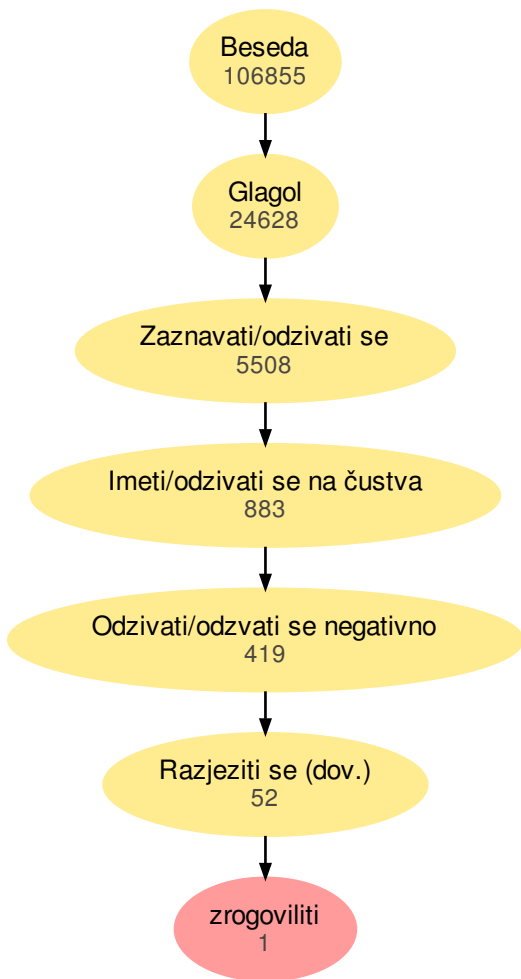 Beseda
106855
Glagol
24628
Zaznavati/odzivati se
5508
Imeti/odzivati se na čustva
883
Odzivati/odzvati se negativno
419
Razjeziti se (dov.)
52
zrogoviliti
1